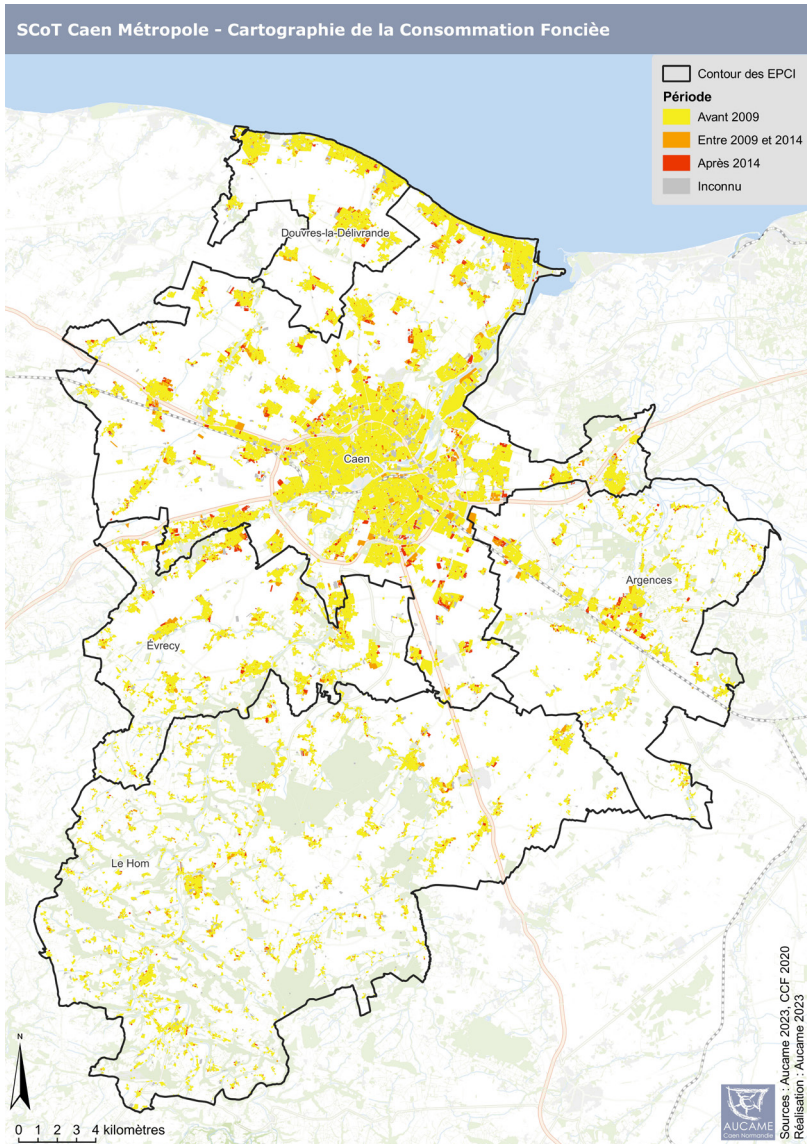 SCoT Caen Métropole - Cartographie de la Consommation Foncièe
Contour des EPCI
Période
Avant 2009
Entre 2009 et 2014
Après 2014
Inconnu
Douvres-la-Délivrande
Caen
Argences
Évrecy
Le Hom
N
0 1 2 3 4 kilomètres
Sources : Aucame 2023, CCF 2020
Réalisation : Aucame 2023
AUCAME
Caen Normandie